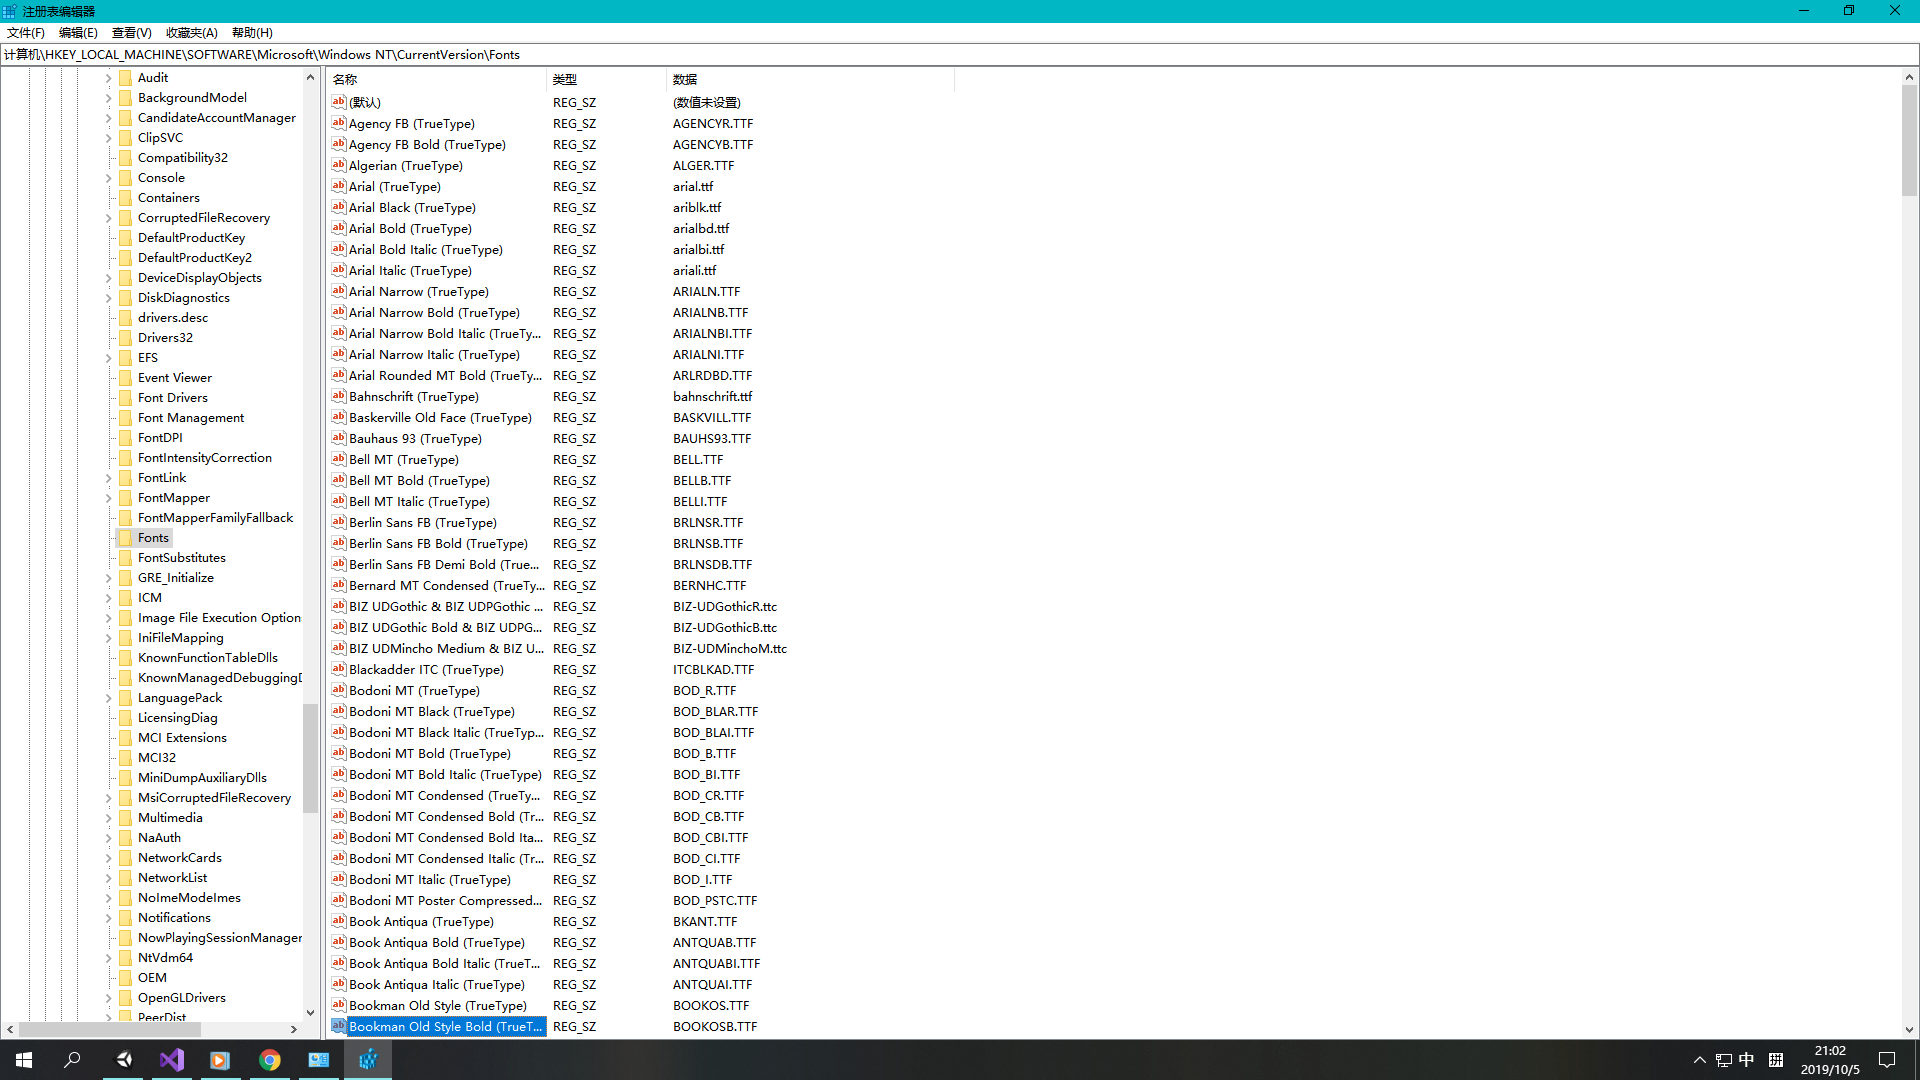 注册表编辑器
文件(F) 编辑(E) 查看(V) 收藏夹(A) 帮助(H)
计算机\HKEY_LOCAL_MACHINE\SOFTWARE\Microsoft\Windows NT\CurrentVersion\Fonts
Audit
BackgroundModel
CandidateAccountManager
ClipSVC
Compatibility32
Console
Containers
CorruptedFileRecovery
DefaultProductKey
DefaultProductKey2
DeviceDisplayObjects
DiskDiagnostics
drivers.desc
Drivers32
EFS
Event Viewer
Font Drivers
Font Management
FontDPI
FontIntensityCorrection
FontLink
FontMapper
FontMapperFamilyFallback
Fonts
FontSubstitutes
GRE_Initialize
ICM
Image File Execution Option
IniFileMapping
KnownFunctionTableDlls
KnownManagedDebuggingD
LanguagePack
LicensingDiag
MCI Extensions
MCI32
MiniDumpAuxiliaryDlls
MsiCorruptedFileRecovery
Multimedia
NaAuth
NetworkCards
NetworkList
NoImeModeImes
Notifications
NowPlayingSessionManager
NtVdm64
OEM
OpenGLDrivers
PeerDist
名称 类型 数据
(默认) REG_SZ (数值未设置)
Agency FB (TrueType) REG_SZ AGENCYR.TTF
Agency FB Bold (TrueType) REG_SZ AGENCYB.TTF
Algerian (TrueType) REG_SZ ALGER.TTF
Arial (TrueType) REG_SZ arial.ttf
Arial Black (TrueType) REG_SZ ariblk.ttf
Arial Bold (TrueType) REG_SZ arialbd.ttf
Arial Bold Italic (TrueType) REG_SZ arialbi.ttf
Arial Italic (TrueType) REG_SZ ariali.ttf
Arial Narrow (TrueType) REG_SZ ARIALN.TTF
Arial Narrow Bold (TrueType) REG_SZ ARIALNB.TTF
Arial Narrow Bold Italic (TrueTy... REG_SZ ARIALNBI.TTF
Arial Narrow Italic (TrueType) REG_SZ ARIALNI.TTF
Arial Rounded MT Bold (TrueTy... REG_SZ ARLRDBD.TTF
Bahnschrift (TrueType) REG_SZ bahnschrift.ttf
Baskerville Old Face (TrueType) REG_SZ BASKVILL.TTF
Bauhaus 93 (TrueType) REG_SZ BAUHS93.TTF
Bell MT (TrueType) REG_SZ BELL.TTF
Bell MT Bold (TrueType) REG_SZ BELLB.TTF
Bell MT Italic (TrueType) REG_SZ BELLI.TTF
Berlin Sans FB (TrueType) REG_SZ BRLNSR.TTF
Berlin Sans FB Bold (TrueType) REG_SZ BRLNSB.TTF
Berlin Sans FB Demi Bold (True... REG_SZ BRLNSDB.TTF
Bernard MT Condensed (TrueTy... REG_SZ BERNHC.TTF
BIZ UDGothic & BIZ UDPGothic ... REG_SZ BIZ-UDGothicR.ttc
BIZ UDGothic Bold & BIZ UDPG... REG_SZ BIZ-UDGothicB.ttc
BIZ UDMincho Medium & BIZ U... REG_SZ BIZ-UDMinchoM.ttc
Blackadder ITC (TrueType) REG_SZ ITCBLKAD.TTF
Bodoni MT (TrueType) REG_SZ BOD_R.TTF
Bodoni MT Black (TrueType) REG_SZ BOD_BLAR.TTF
Bodoni MT Black Italic (TrueTyp... REG_SZ BOD_BLAI.TTF
Bodoni MT Bold (TrueType) REG_SZ BOD_B.TTF
Bodoni MT Bold Italic (TrueType) REG_SZ BOD_BI.TTF
Bodoni MT Condensed (TrueTy... REG_SZ BOD_CR.TTF
Bodoni MT Condensed Bold (Tr... REG_SZ BOD_CB.TTF
Bodoni MT Condensed Bold Ita... REG_SZ BOD_CBI.TTF
Bodoni MT Condensed Italic (Tr... REG_SZ BOD_CI.TTF
Bodoni MT Italic (TrueType) REG_SZ BOD_I.TTF
Bodoni MT Poster Compressed... REG_SZ BOD_PSTC.TTF
Book Antiqua (TrueType) REG_SZ BKANT.TTF
Book Antiqua Bold (TrueType) REG_SZ ANTQUAB.TTF
Book Antiqua Bold Italic (TrueT... REG_SZ ANTQUABI.TTF
Book Antiqua Italic (TrueType) REG_SZ ANTQUAI.TTF
Bookman Old Style (TrueType) REG_SZ BOOKOS.TTF
Bookman Old Style Bold (TrueT... REG_SZ BOOKOSB.TTF
中 拼
21:02
2019/10/5